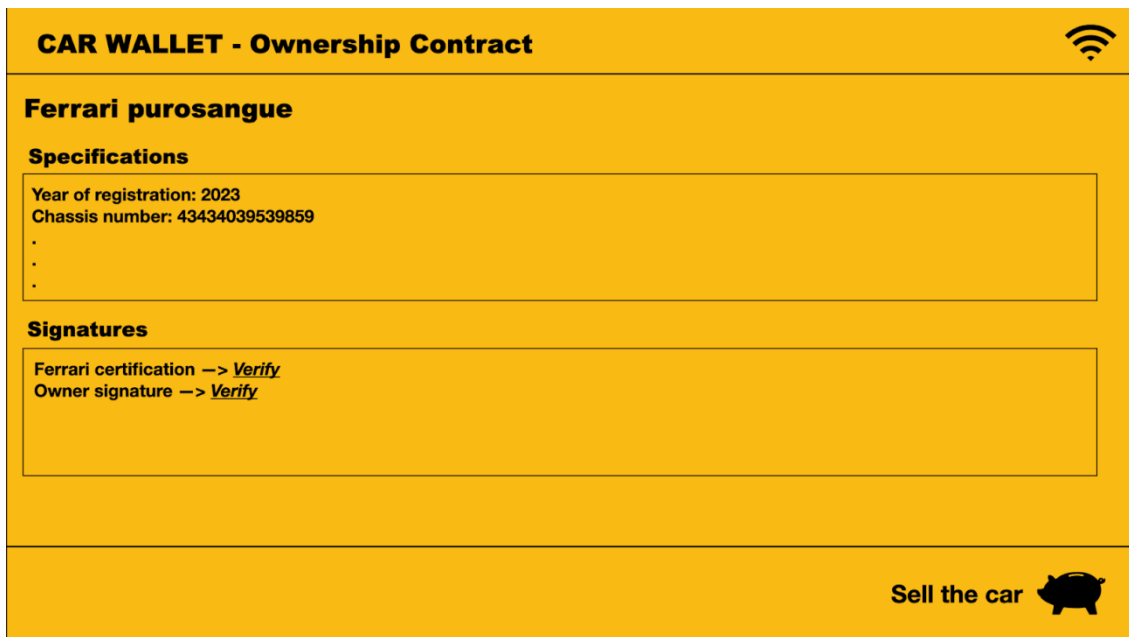 CAR WALLET - Ownership Contract
Ferrari purosangue
Specifications
Year of registration: 2023
Chassis number: 43434039539859
.
.
.
Signatures
Ferrari certification —> Verify
Owner signature —> Verify
Sell the car